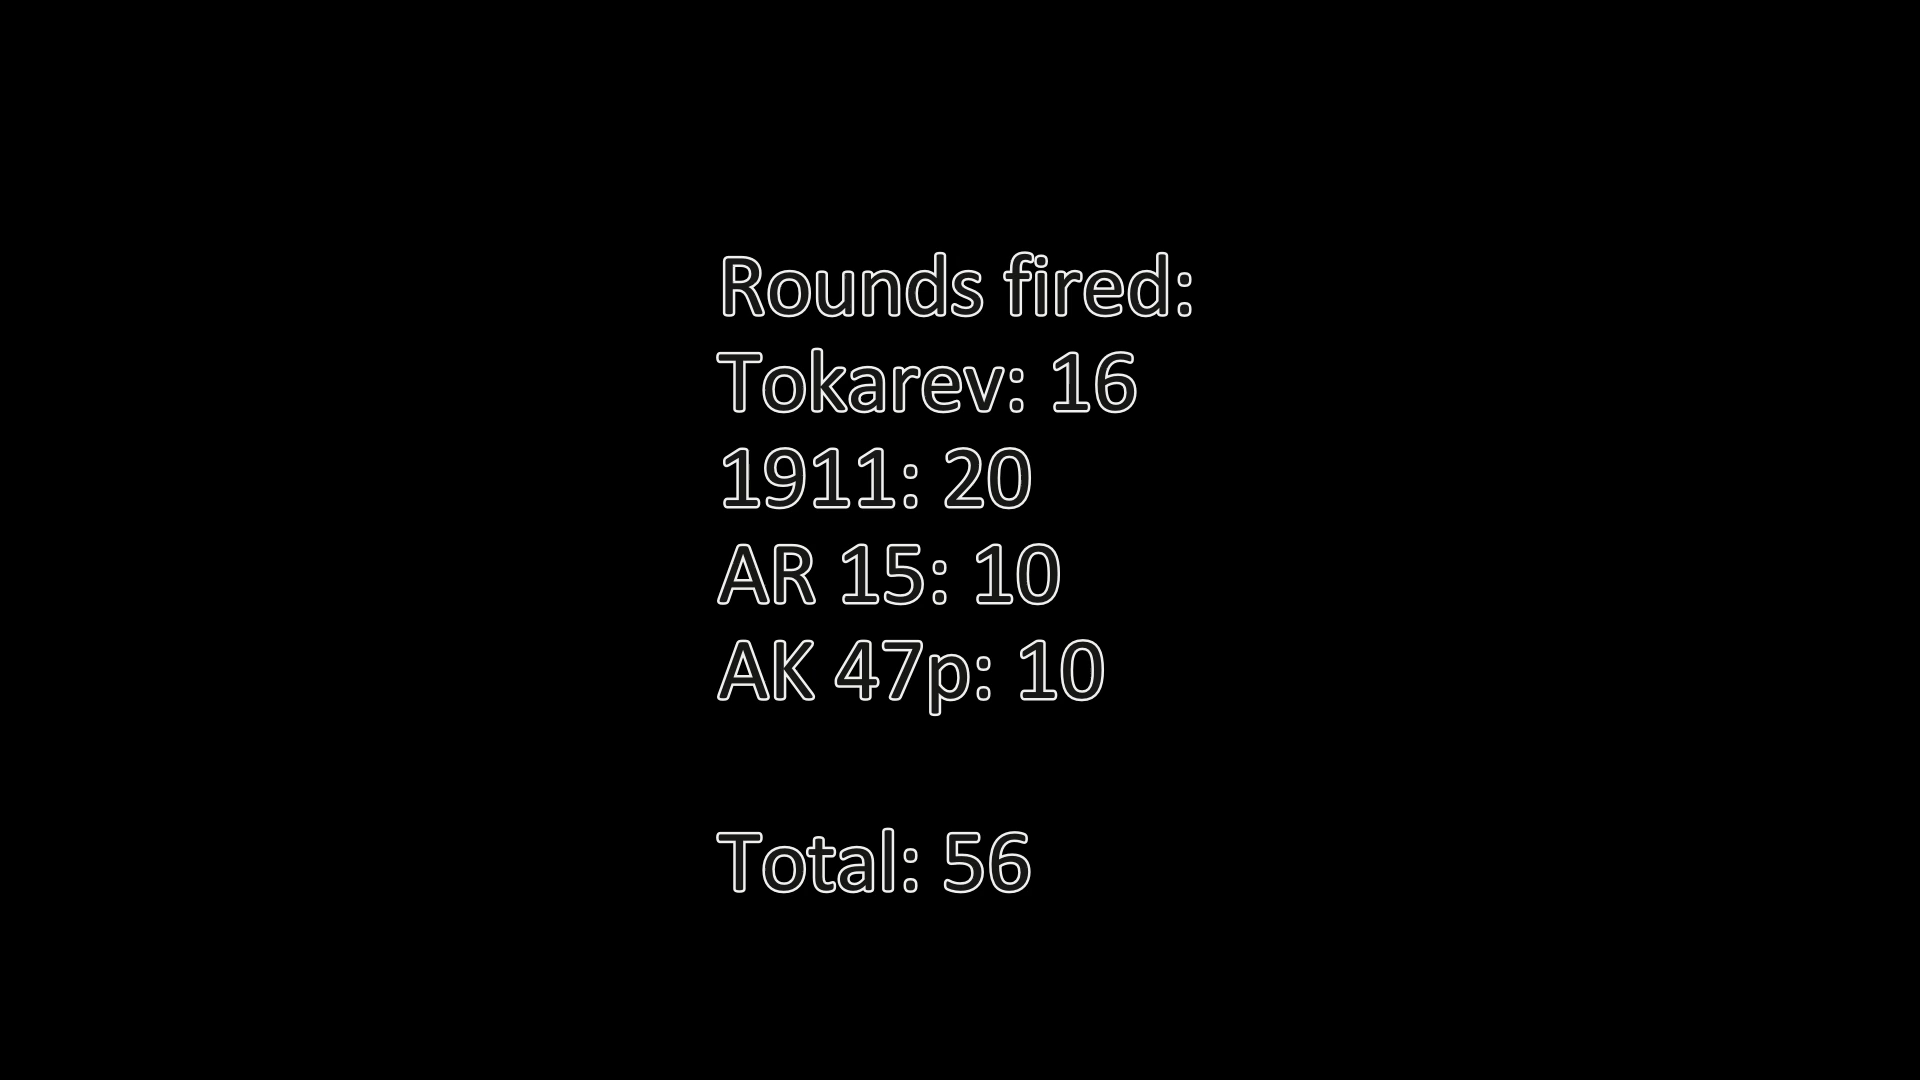 Rounds fired:
Tokarev: 16
1911: 20
AR 15: 10
AK 47p: 10
Total: 56